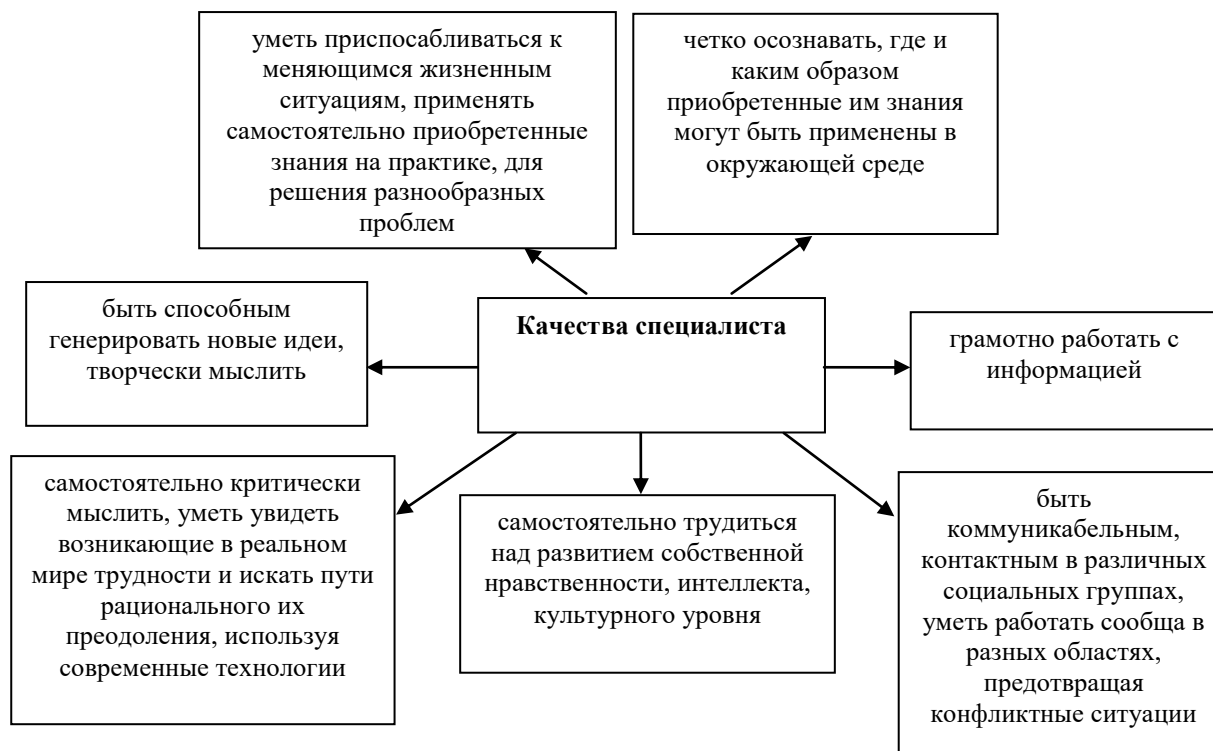 уметь приспосабливаться к
меняющимся жизненным
ситуациям, применять
самостоятельно приобретенные
знания на практике, для
решения разнообразных
проблем
четко осознавать, где и
каким образом
приобретенные им знания
могут быть применены в
окружающей среде
быть способным
генерировать новые идеи,
творчески мыслить
Качества специалиста
грамотно работать с
информацией
самостоятельно критически
мыслить, уметь увидеть
возникающие в реальном
мире трудности и искать пути
рационального их
преодоления, используя
современные технологии
самостоятельно трудиться
над развитием собственной
нравственности, интеллекта,
культурного уровня
быть
коммуникабельным,
контактным в различных
социальных группах,
уметь работать сообща в
разных областях,
предотвращая
конфликтные ситуации